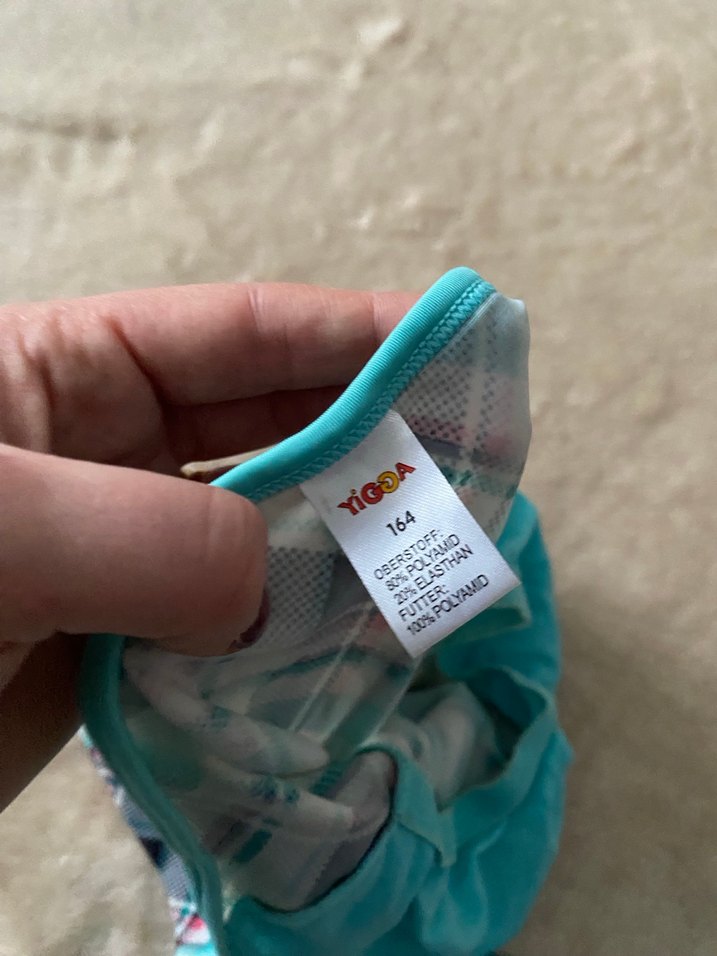 YiGGA
164
OBERSTOFF:
80% POLYAMID
20% ELASTHAN
FUTTER:
100% POLYAMID